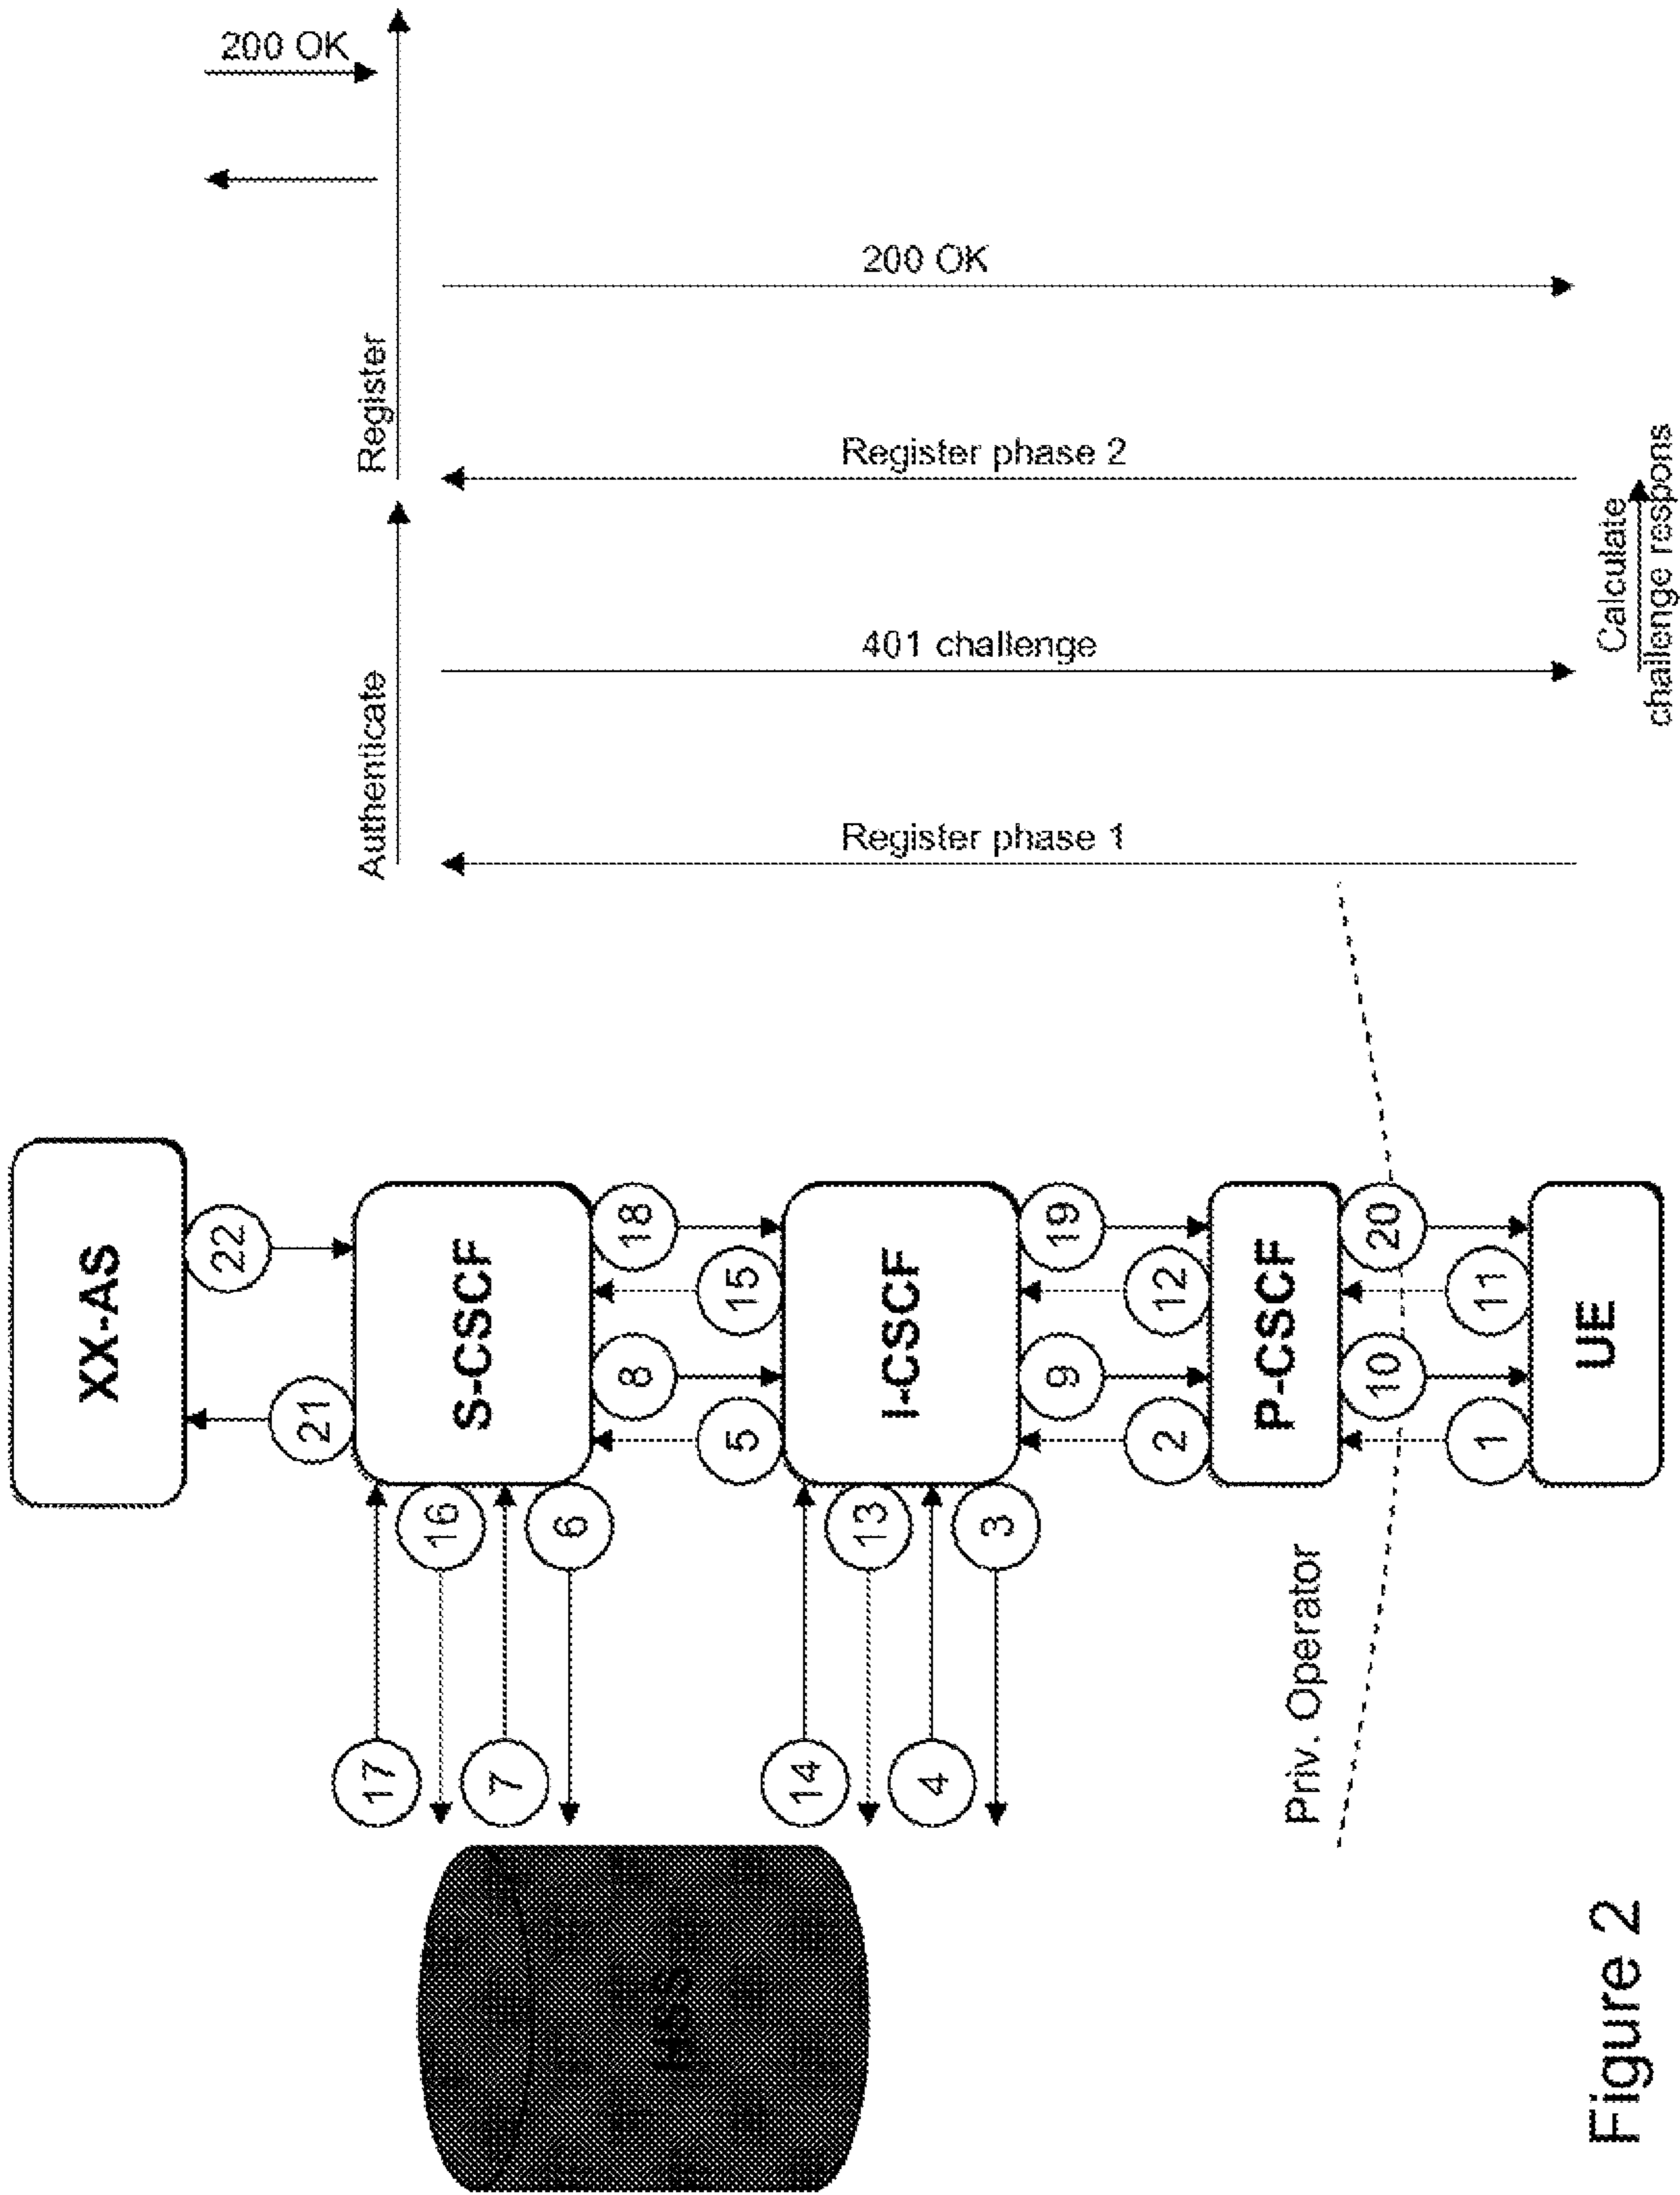 XX-AS
200 OK
22
21
Register
Authenticate
S-CSCF
17
16
7
6
18
15
8
5
HSS
I-CSCF
14
13
4
3
19
12
9
2
200 OK
Register phase 2
401 challenge
Register phase 1
P-CSCF
20
11
10
1
Priv. Operator
UE
Calculate
challenge respons
Figure 2